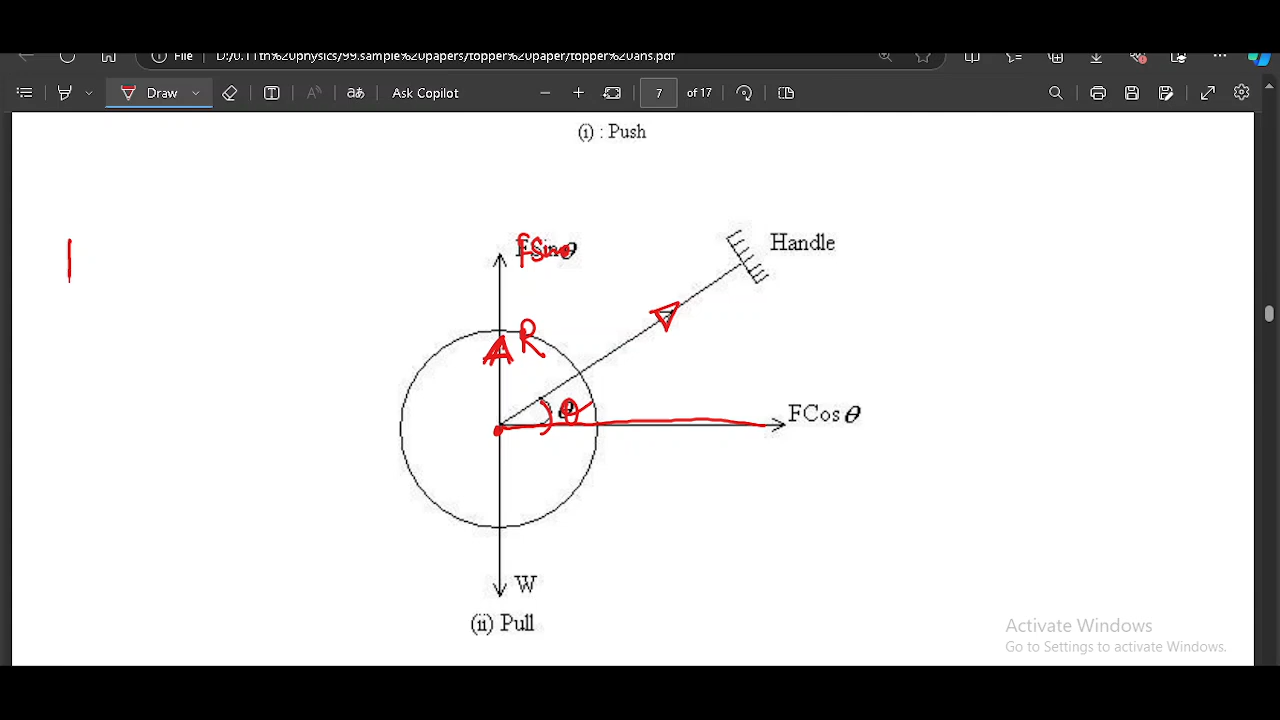 File D:/0.11th%20physics/99.sample%20papers/topper%20paper/topper%20ans.pdf
Draw Ask Copilot 7 of 17
(i) : Push
FSinθ
Handle
R
θ
FCos θ
W
(ii) Pull
Activate Windows
Go to Settings to activate Windows.